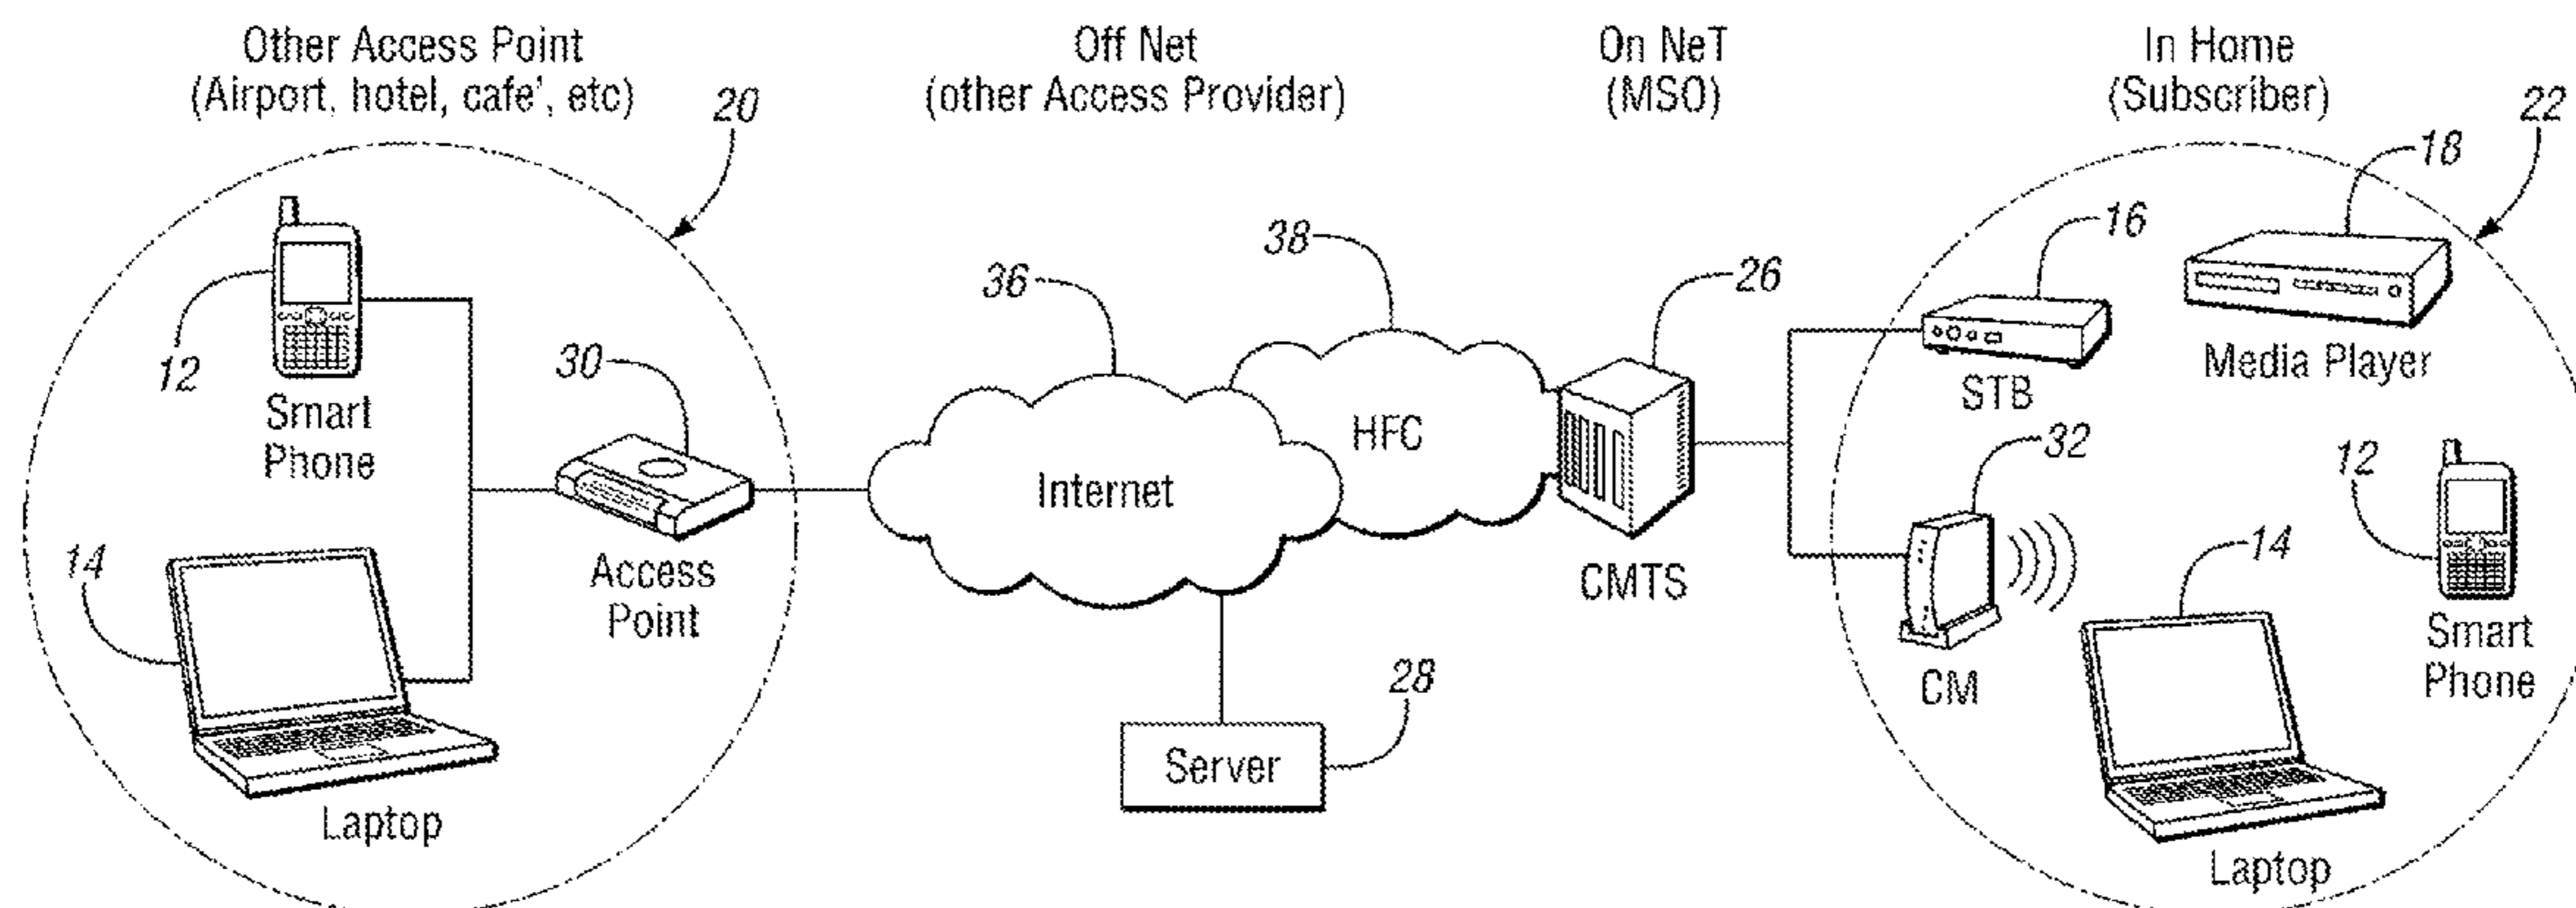 Other Access Point
(Airport, hotel, cafe', etc)
Off Net
(other Access Provider)
On NeT
(MSO)
In Home
(Subscriber)
20
22
18
16
38
36
26
12
Smart
Phone
30
Access
Point
Internet
HFC
CMTS
STB
Media Player
32
12
14
CM
14
Smart
Phone
Server
28
Laptop
Laptop